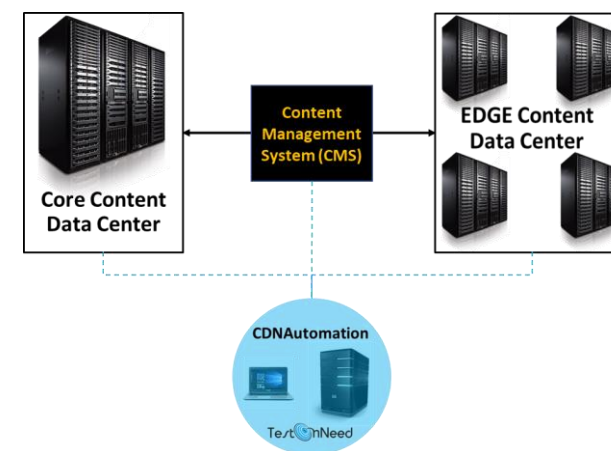 Core Content
Data Center
Content
Management
System (CMS)
EDGE Content
Data Center
CDNAutomation
TestOnNeed